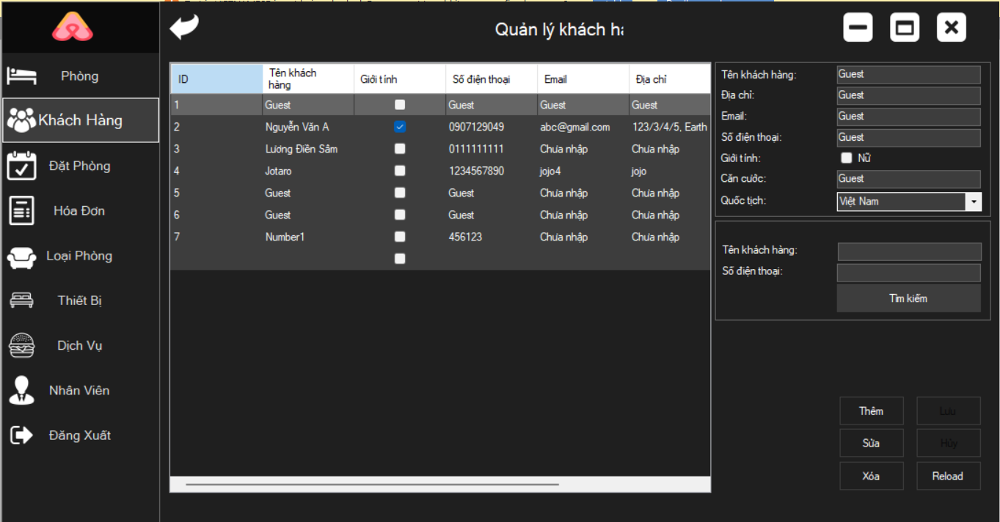 Quản lý khách hà
Phòng
Khách Hàng
Đặt Phòng
Hóa Đơn
Loại Phòng
Thiết Bị
Dịch Vụ
Nhân Viên
Đăng Xuất
ID Tên khách hàng Giới tính Số điện thoại Email Địa chỉ
1 Guest Guest Guest Guest
2 Nguyễn Văn A 0907129049 abc@gmail.com 123/3/4/5, Earth
3 Lương Điền Sâm 0111111111 Chưa nhập Chưa nhập
4 Jotaro 1234567890 jojo4 jojo
5 Guest Guest Chưa nhập Chưa nhập
6 Guest Guest Chưa nhập Chưa nhập
7 Number1 456123 Chưa nhập Chưa nhập
Tên khách hàng: Guest
Địa chỉ: Guest
Email: Guest
Số điện thoại: Guest
Giới tính: Nữ
Căn cước: Guest
Quốc tịch: Việt Nam
Tên khách hàng:
Số điện thoại:
Tìm kiếm
Thêm Lưu
Sửa Hủy
Xóa Reload